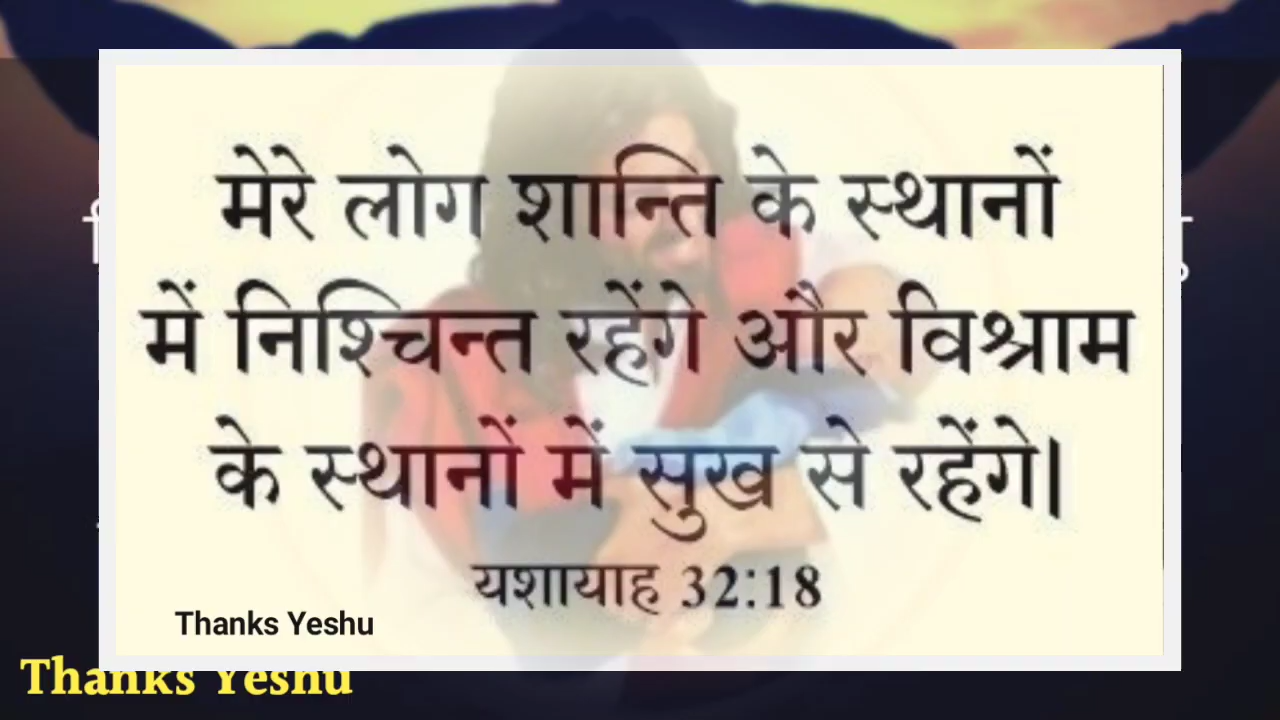 मेरे लोग शान्ति के स्थानों
में निश्चिन्त रहेंगे और विश्राम
के स्थानों में सुख से रहेंगे।
यशायाह 32:18
Thanks Yeshu
Thanks Yeshu